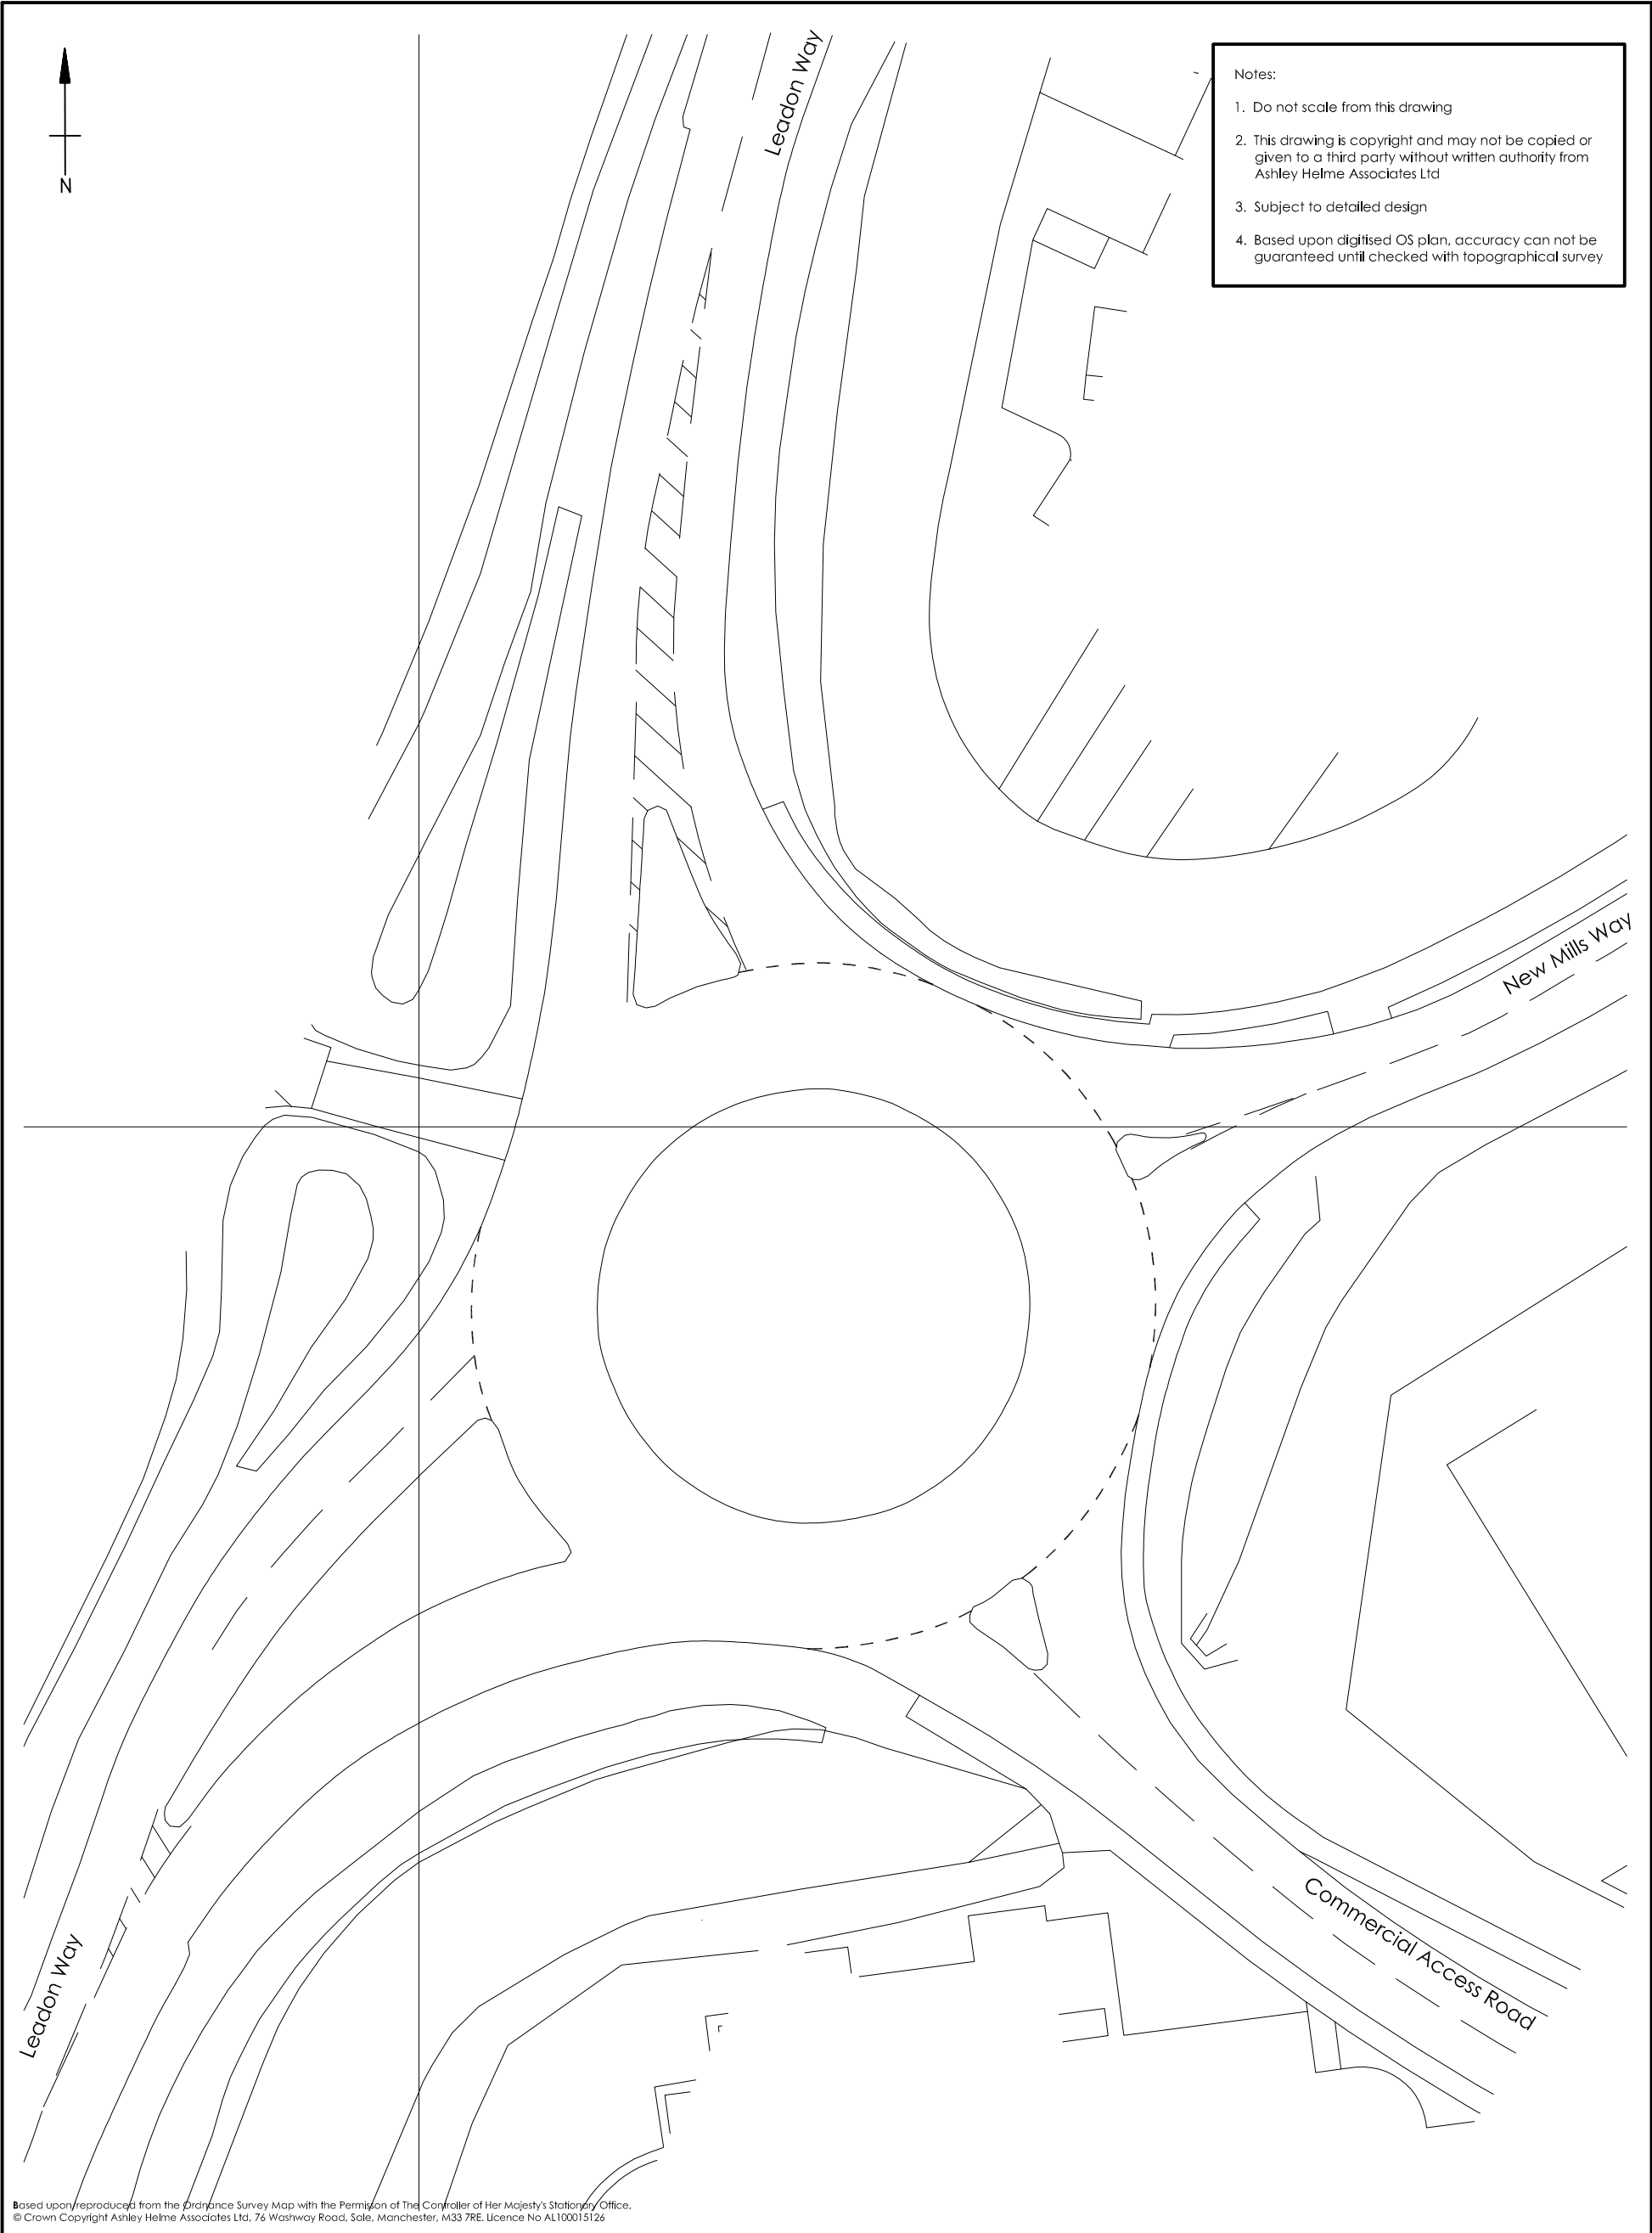 N
Leadon Way
Notes:
1. Do not scale from this drawing
2. This drawing is copyright and may not be copied or
given to a third party without written authority from
Ashley Helme Associates Ltd
3. Subject to detailed design
4. Based upon digitised OS plan, accuracy can not be
guaranteed until checked with topographical survey
New Mills Way
Commercial Access Road
Leadon Way
Based upon/reproduced from the Ordnance Survey Map with the Permison of The Controller of Her Majesty's Stationary Office,
© Crown Copyright Ashley Helme Associates Ltd, 76 Washway Road, Sale, Manchester, M33 7RE. Licence No AL100015126